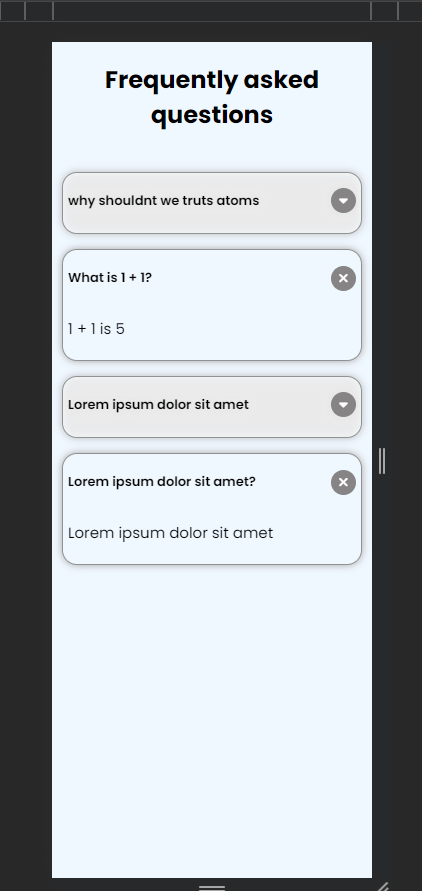 Frequently asked
questions
why shouldnt we truts atoms
What is 1 + 1?
1 + 1 is 5
Lorem ipsum dolor sit amet
Lorem ipsum dolor sit amet?
Lorem ipsum dolor sit amet